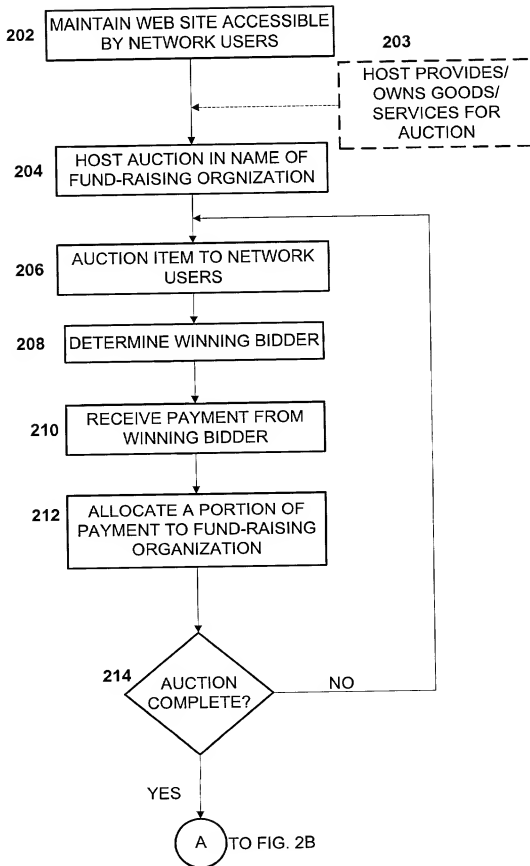 202
MAINTAIN WEB SITE ACCESSIBLE
BY NETWORK USERS
203
HOST PROVIDES/
OWNS GOODS/
SERVICES FOR
AUCTION
204
HOST AUCTION IN NAME OF
FUND-RAISING ORGNIZATION
206
AUCTION ITEM TO NETWORK
USERS
208
DETERMINE WINNING BIDDER
210
RECEIVE PAYMENT FROM
WINNING BIDDER
212
ALLOCATE A PORTION OF
PAYMENT TO FUND-RAISING
ORGANIZATION
214
AUCTION
COMPLETE?
NO
YES
A
TO FIG. 2B